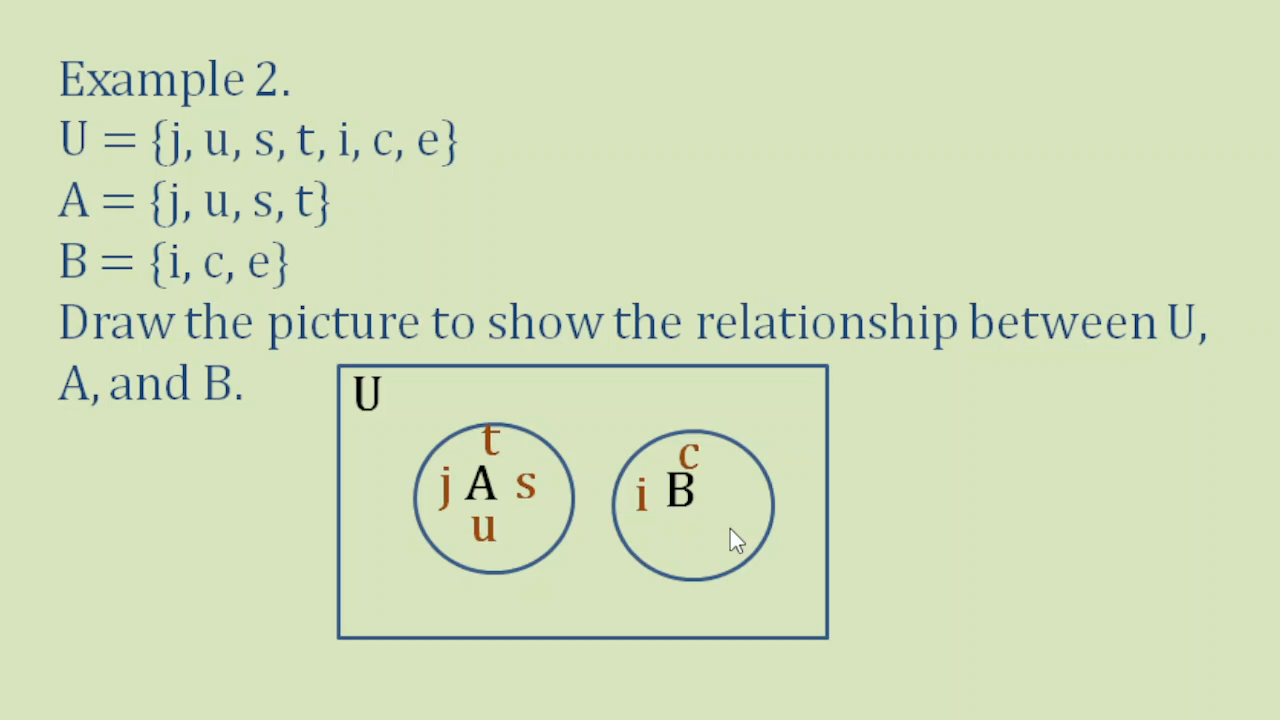 Example 2.
U = {j, u, s, t, i, c, e}
A = {j, u, s, t}
B = {i, c, e}
Draw the picture to show the relationship between U,
A, and B.
U
t
j A s
u
c
i B